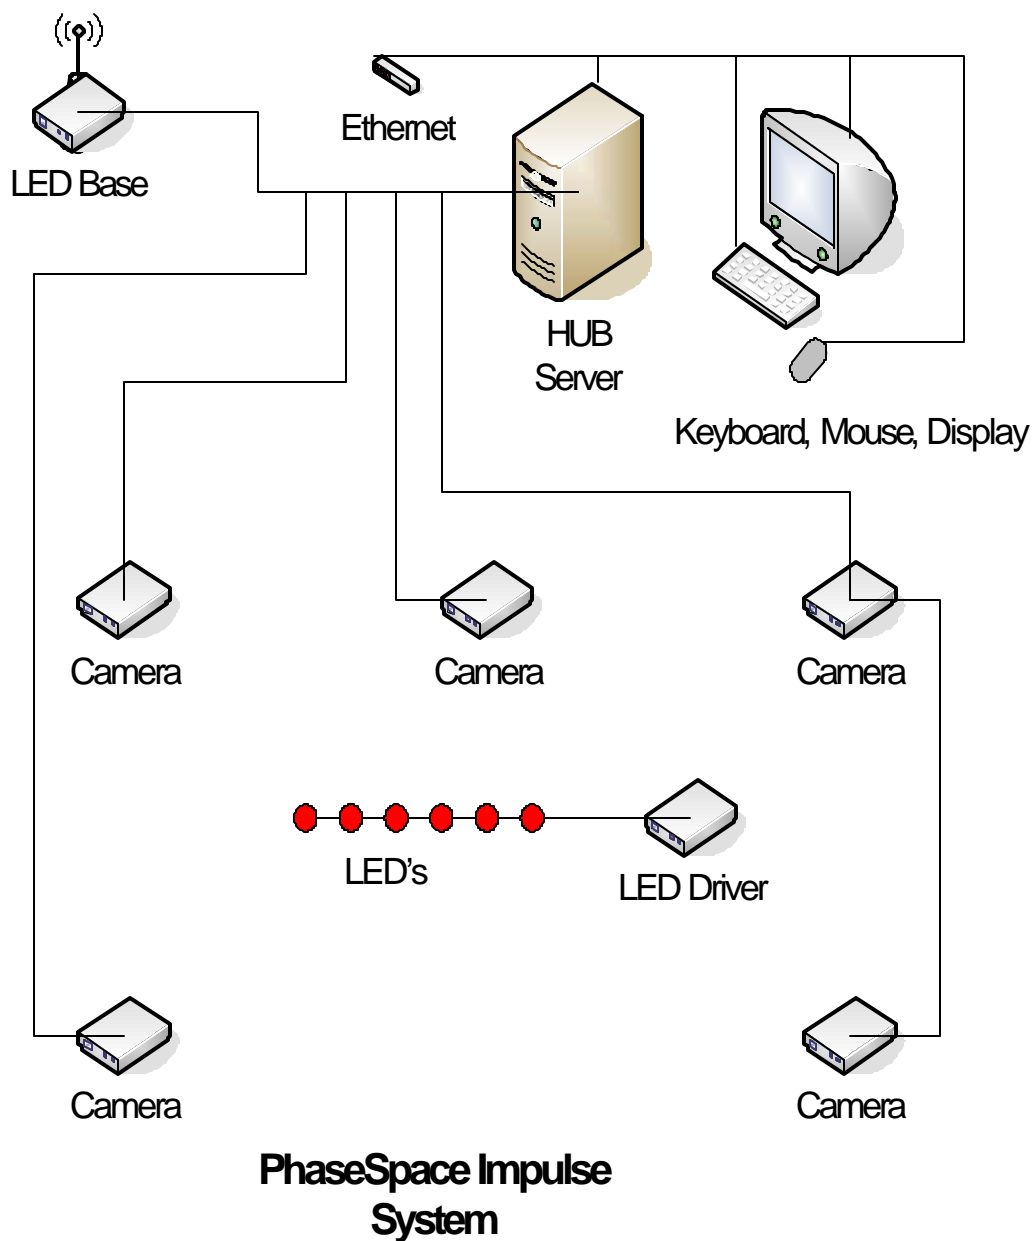 Ethernet
LED Base
HUB
Server
Keyboard, Mouse, Display
Camera
Camera
Camera
LED's
LED Driver
Camera
Camera
PhaseSpace Impulse
System